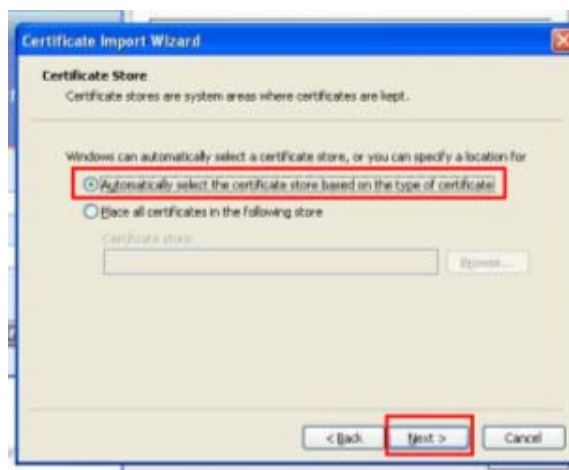 Certificate Import Wizard
Certificate Store
Certificate stores are system areas where certificates are kept.
Windows can automatically select a certificate store, or you can specify a location for
Automatically select the certificate store based on the type of certificate
Place all certificates in the following store
Certificate store:
Browse...
< Back
Next >
Cancel